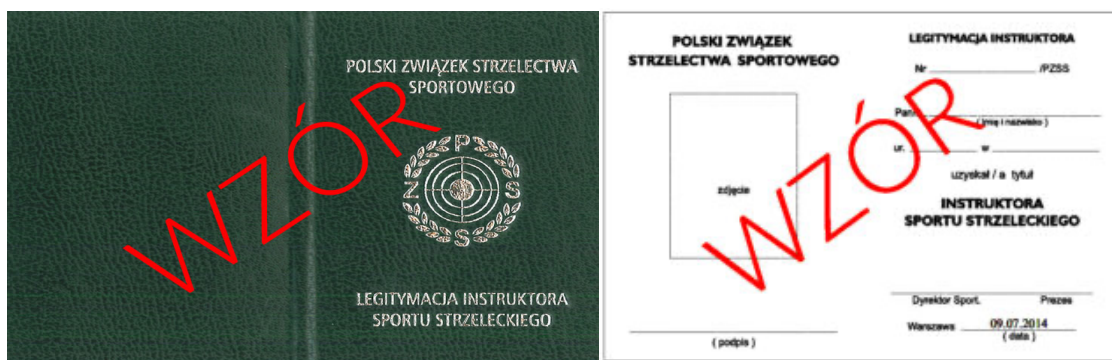 POLSKI ZWIĄZEK STRZELECTWA
SPORTOWEGO
P
Z S
S
LEGITYMACJA INSTRUKTORA
SPORTU STRZELECKIEGO
WZÓR
POLSKI ZWIĄZEK
STRZELECTWA SPORTOWEGO
zdjęcie
( podpis )
LEGITYMACJA INSTRUKTORA
Nr /PZSS
Pan
( imię i nazwisko )
ur. w
uzyskał / a tytuł
INSTRUKTORA
SPORTU STRZELECKIEGO
Dyrektor Sport. Prezes
Warszawa 09.07.2014
( data )
WZÓR